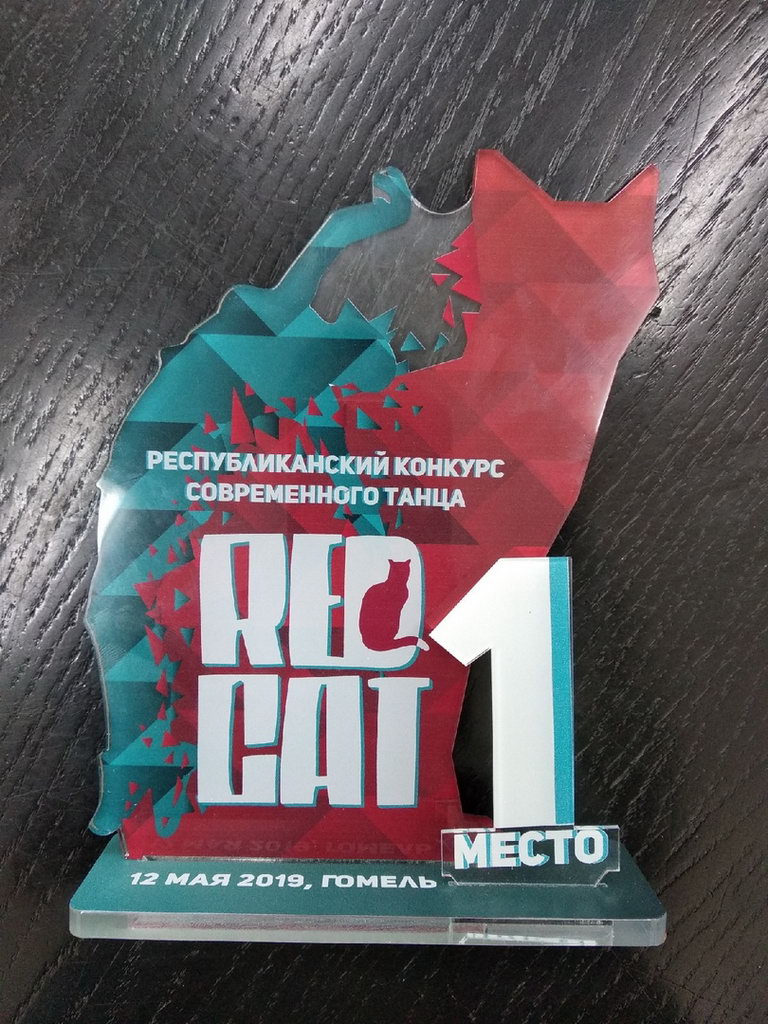 РЕСПУБЛИКАНСКИЙ КОНКУРС
СОВРЕМЕННОГО ТАНЦА
RED
CAT
1
МЕСТО
12 МАЯ 2019, ГОМЕЛЬ